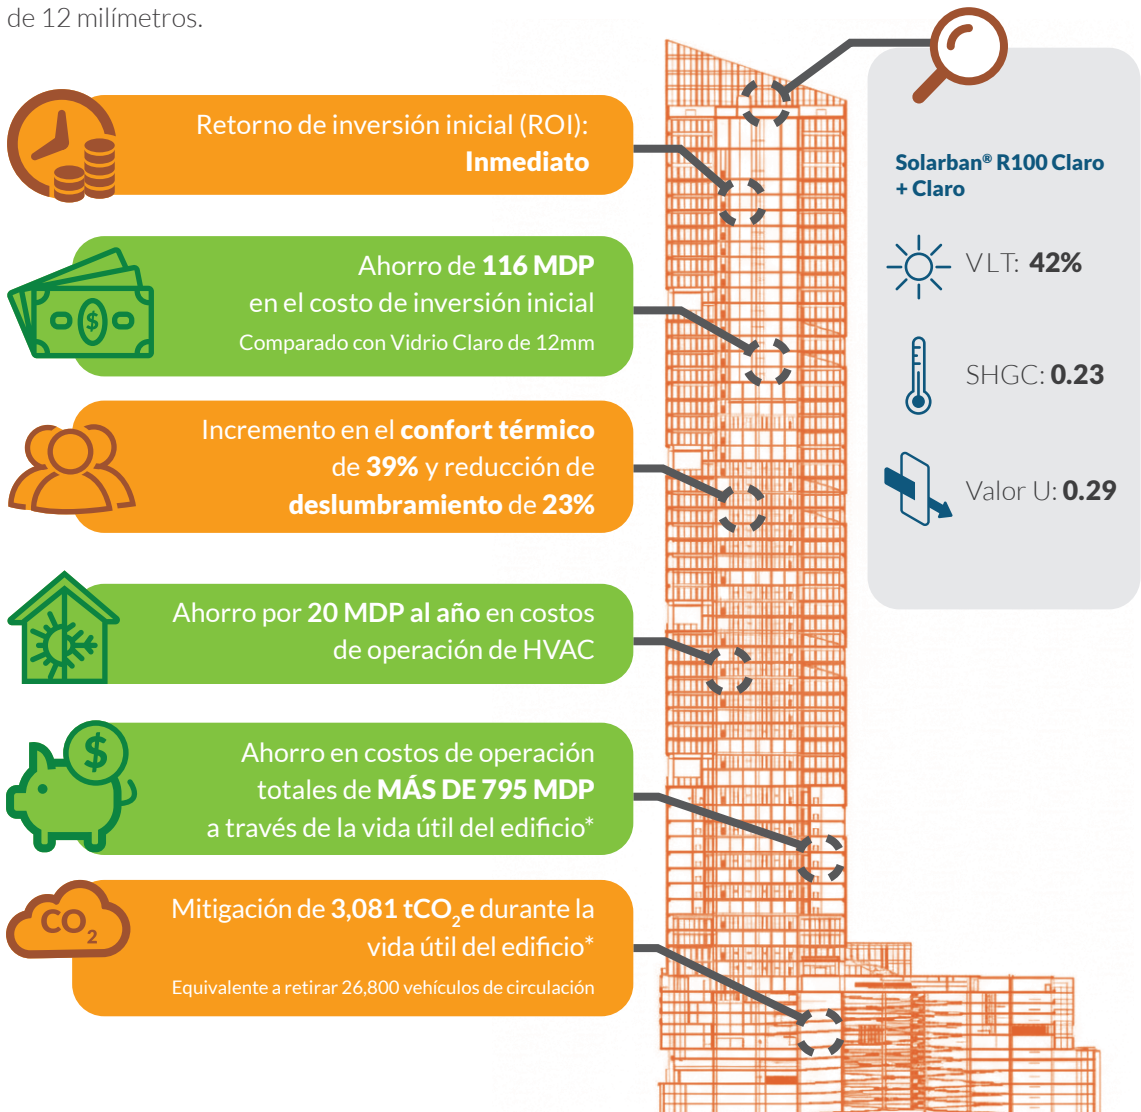 de 12 milímetros.
Retorno de inversión inicial (ROI):
Inmediato
$
Ahorro de 116 MDP
en el costo de inversión inicial
Comparado con Vidrio Claro de 12mm
Incremento en el confort térmico
de 39% y reducción de
deslumbramiento de 23%
Ahorro por 20 MDP al año en costos
de operación de HVAC
$
Ahorro en costos de operación
totales de MÁS DE 795 MDP
a través de la vida útil del edificio*
CO2
Mitigación de 3,081 tCO2e durante la
vida útil del edificio*
Equivalente a retirar 26,800 vehículos de circulación
Solarban® R100 Claro
+ Claro
VLT: 42%
SHGC: 0.23
Valor U: 0.29